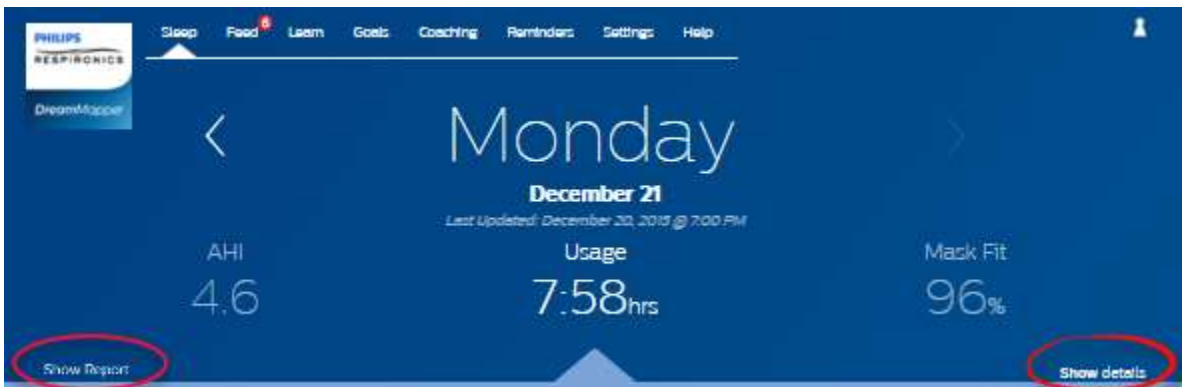 PHILIPS
RESPIRONICS
DreamMapper
Sleep Feed 6 Learn Goals Coaching Reminders Settings Help
Monday
December 21
Last Updated: December 20, 2015 @ 7:00 PM
AHI Usage Mask Fit
4.6 7:58hrs 96%
Show Report Show details